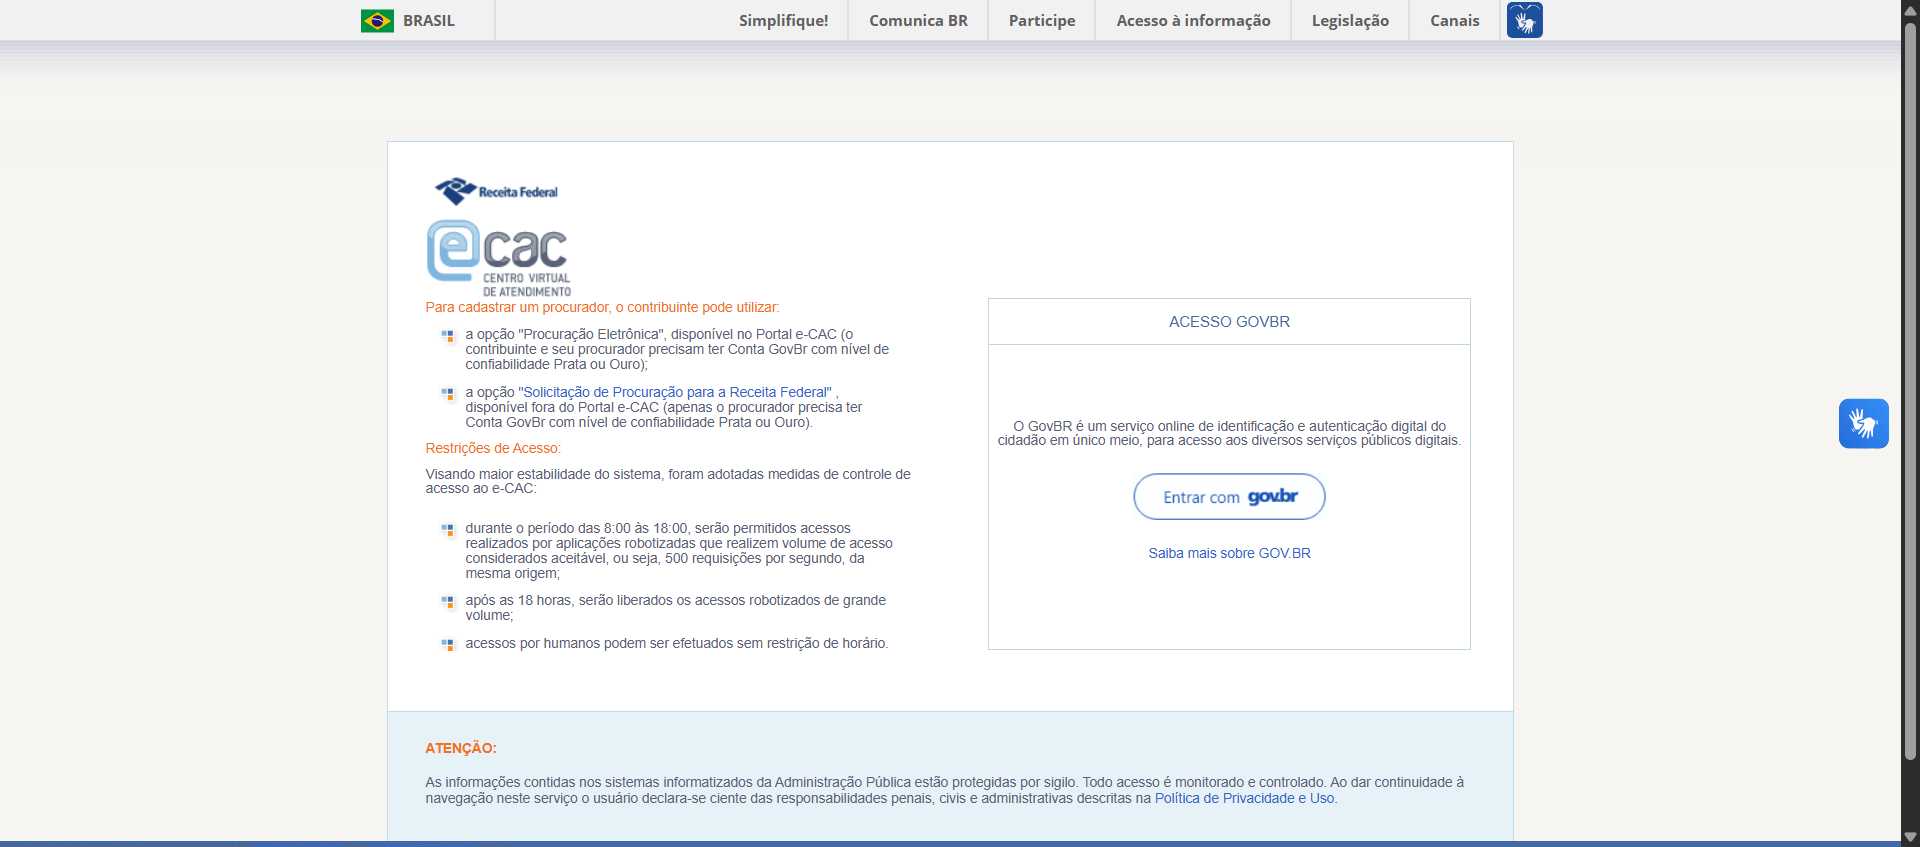 BRASIL
Simplifique!
Comunica BR
Participe
Acesso à informação
Legislação
Canais
Receita Federal
ecac
CENTRO VIRTUAL
DE ATENDIMENTO
Para cadastrar um procurador, o contribuinte pode utilizar:
a opção "Procuração Eletrônica", disponível no Portal e-CAC (o
contribuinte e seu procurador precisam ter Conta GovBr com nível de
confiabilidade Prata ou Ouro);
a opção "Solicitação de Procuração para a Receita Federal" ,
disponível fora do Portal e-CAC (apenas o procurador precisa ter
Conta GovBr com nível de confiabilidade Prata ou Ouro).
Restrições de Acesso:
Visando maior estabilidade do sistema, foram adotadas medidas de controle de
acesso ao e-CAC:
durante o período das 8:00 às 18:00, serão permitidos acessos
realizados por aplicações robotizadas que realizem volume de acesso
considerados aceitável, ou seja, 500 requisições por segundo, da
mesma origem;
após as 18 horas, serão liberados os acessos robotizados de grande
volume;
acessos por humanos podem ser efetuados sem restrição de horário.
ACESSO GOVBR
O GovBR é um serviço online de identificação e autenticação digital do
cidadão em único meio, para acesso aos diversos serviços públicos digitais.
Entrar com gov.br
Saiba mais sobre GOV.BR
ATENÇÃO:
As informações contidas nos sistemas informatizados da Administração Pública estão protegidas por sigilo. Todo acesso é monitorado e controlado. Ao dar continuidade à
navegação neste serviço o usuário declara-se ciente das responsabilidades penais, civis e administrativas descritas na Política de Privacidade e Uso.